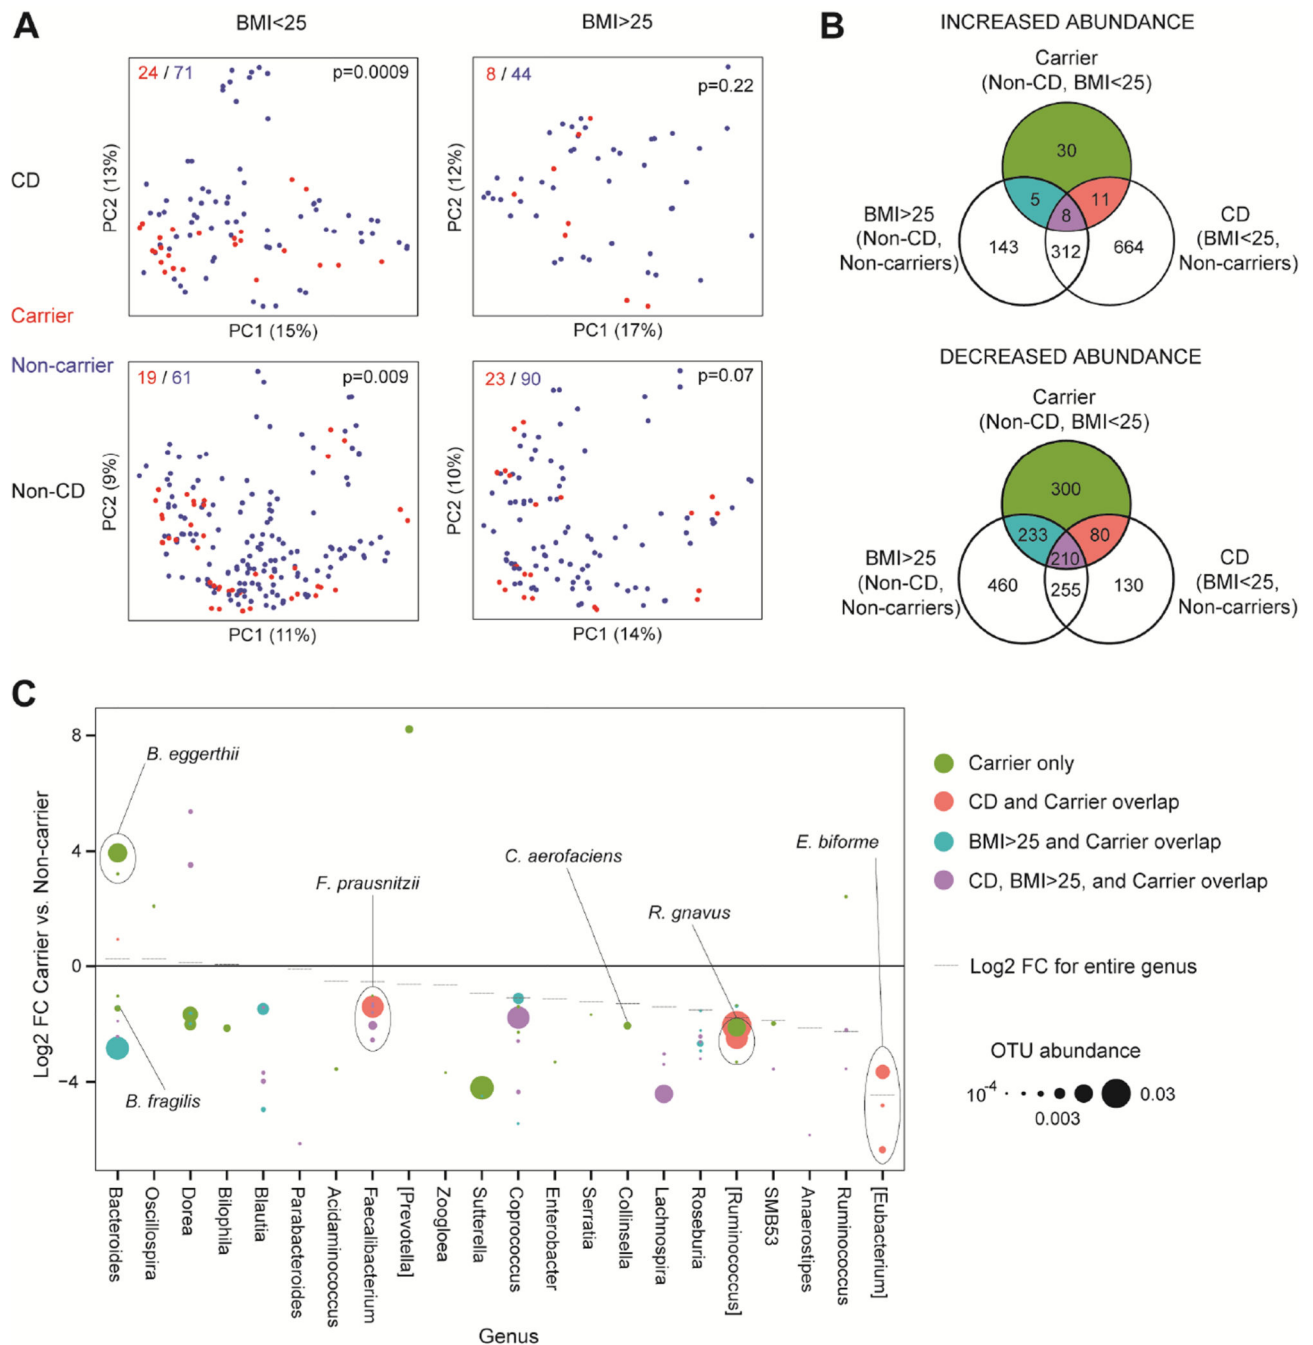 A
BMI<25
BMI>25
CD
Carrier
Non-carrier
Non-CD
24 / 71
p=0.0009
PC2 (13%)
PC1 (15%)
8 / 44
p=0.22
PC2 (12%)
PC1 (17%)
19 / 61
p=0.009
PC2 (9%)
PC1 (11%)
23 / 90
p=0.07
PC2 (10%)
PC1 (14%)
B
INCREASED ABUNDANCE
Carrier
(Non-CD, BMI<25)
30
5
11
8
BMI>25
(Non-CD,
Non-carriers)
143
312
664
CD
(BMI<25,
Non-carriers)
DECREASED ABUNDANCE
Carrier
(Non-CD, BMI<25)
300
233
80
210
BMI>25
(Non-CD,
Non-carriers)
460
255
130
CD
(BMI<25,
Non-carriers)
C
Log2 FC Carrier vs. Non-carrier
8
4
0
−4
B. eggerthii
B. fragilis
F. prausnitzii
C. aerofaciens
R. gnavus
E. biforme
Bacteroides
Oscillospira
Dorea
Bilophila
Blautia
Parabacteroides
Acidaminococcus
Faecalibacterium
[Prevotella]
Zoogloea
Sutterella
Coprococcus
Enterobacter
Serratia
Collinsella
Lachnospira
Roseburia
[Ruminococcus]
SMB53
Anaerostipes
Ruminococcus
[Eubacterium]
Genus
Carrier only
CD and Carrier overlap
BMI>25 and Carrier overlap
CD, BMI>25, and Carrier overlap
Log2 FC for entire genus
OTU abundance
10-4
0.03
0.003